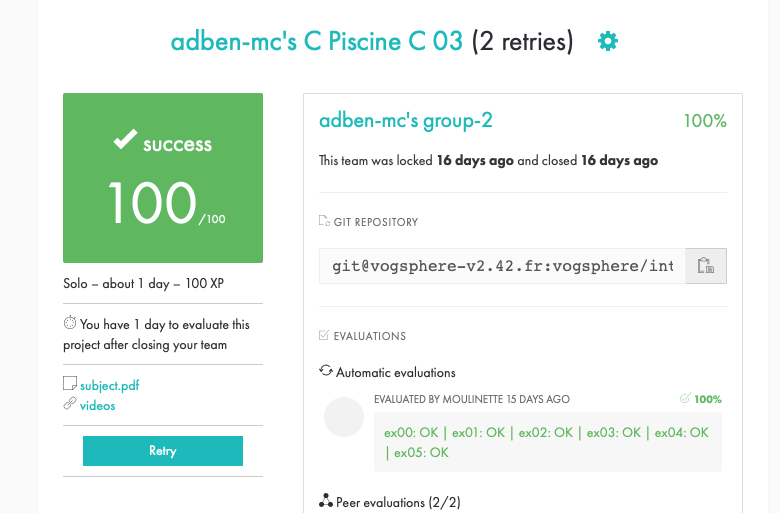 adben-mc's C Piscine C 03 (2 retries)
success
100/100
Solo – about 1 day – 100 XP
You have 1 day to evaluate this
project after closing your team
subject.pdf
videos
Retry
adben-mc's group-2 100%
This team was locked 16 days ago and closed 16 days ago
GIT REPOSITORY
git@vogsphere-v2.42.fr:vogsphere/int
EVALUATIONS
Automatic evaluations
EVALUATED BY MOULINETTE 15 DAYS AGO 100%
ex00: OK | ex01: OK | ex02: OK | ex03: OK | ex04: OK
| ex05: OK
Peer evaluations (2/2)